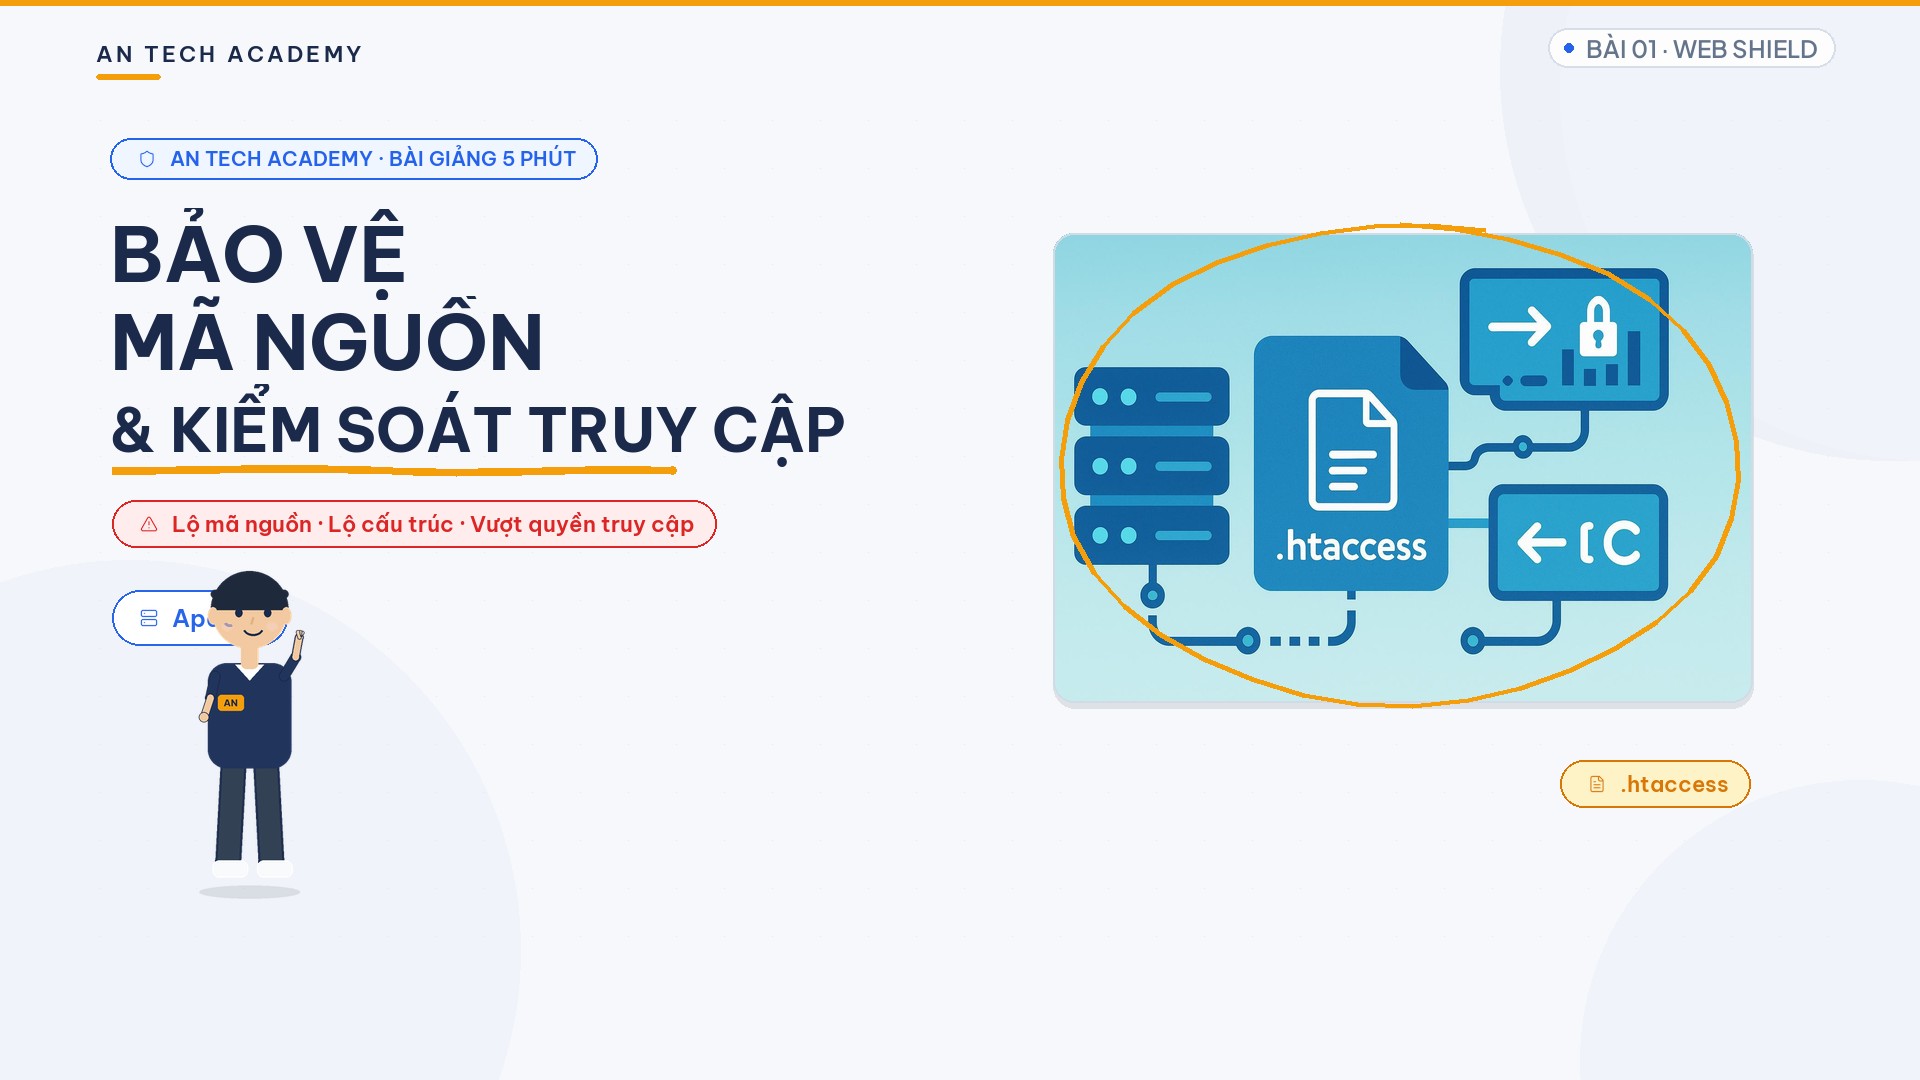 AN TECH ACADEMY
BÀI 01 · WEB SHIELD
AN TECH ACADEMY · BÀI GIẢNG 5 PHÚT
BẢO VỆ
MÃ NGUỒN
& KIỂM SOÁT TRUY CẬP
Lộ mã nguồn · Lộ cấu trúc · Vượt quyền truy cập
AN
.htaccess
.htaccess